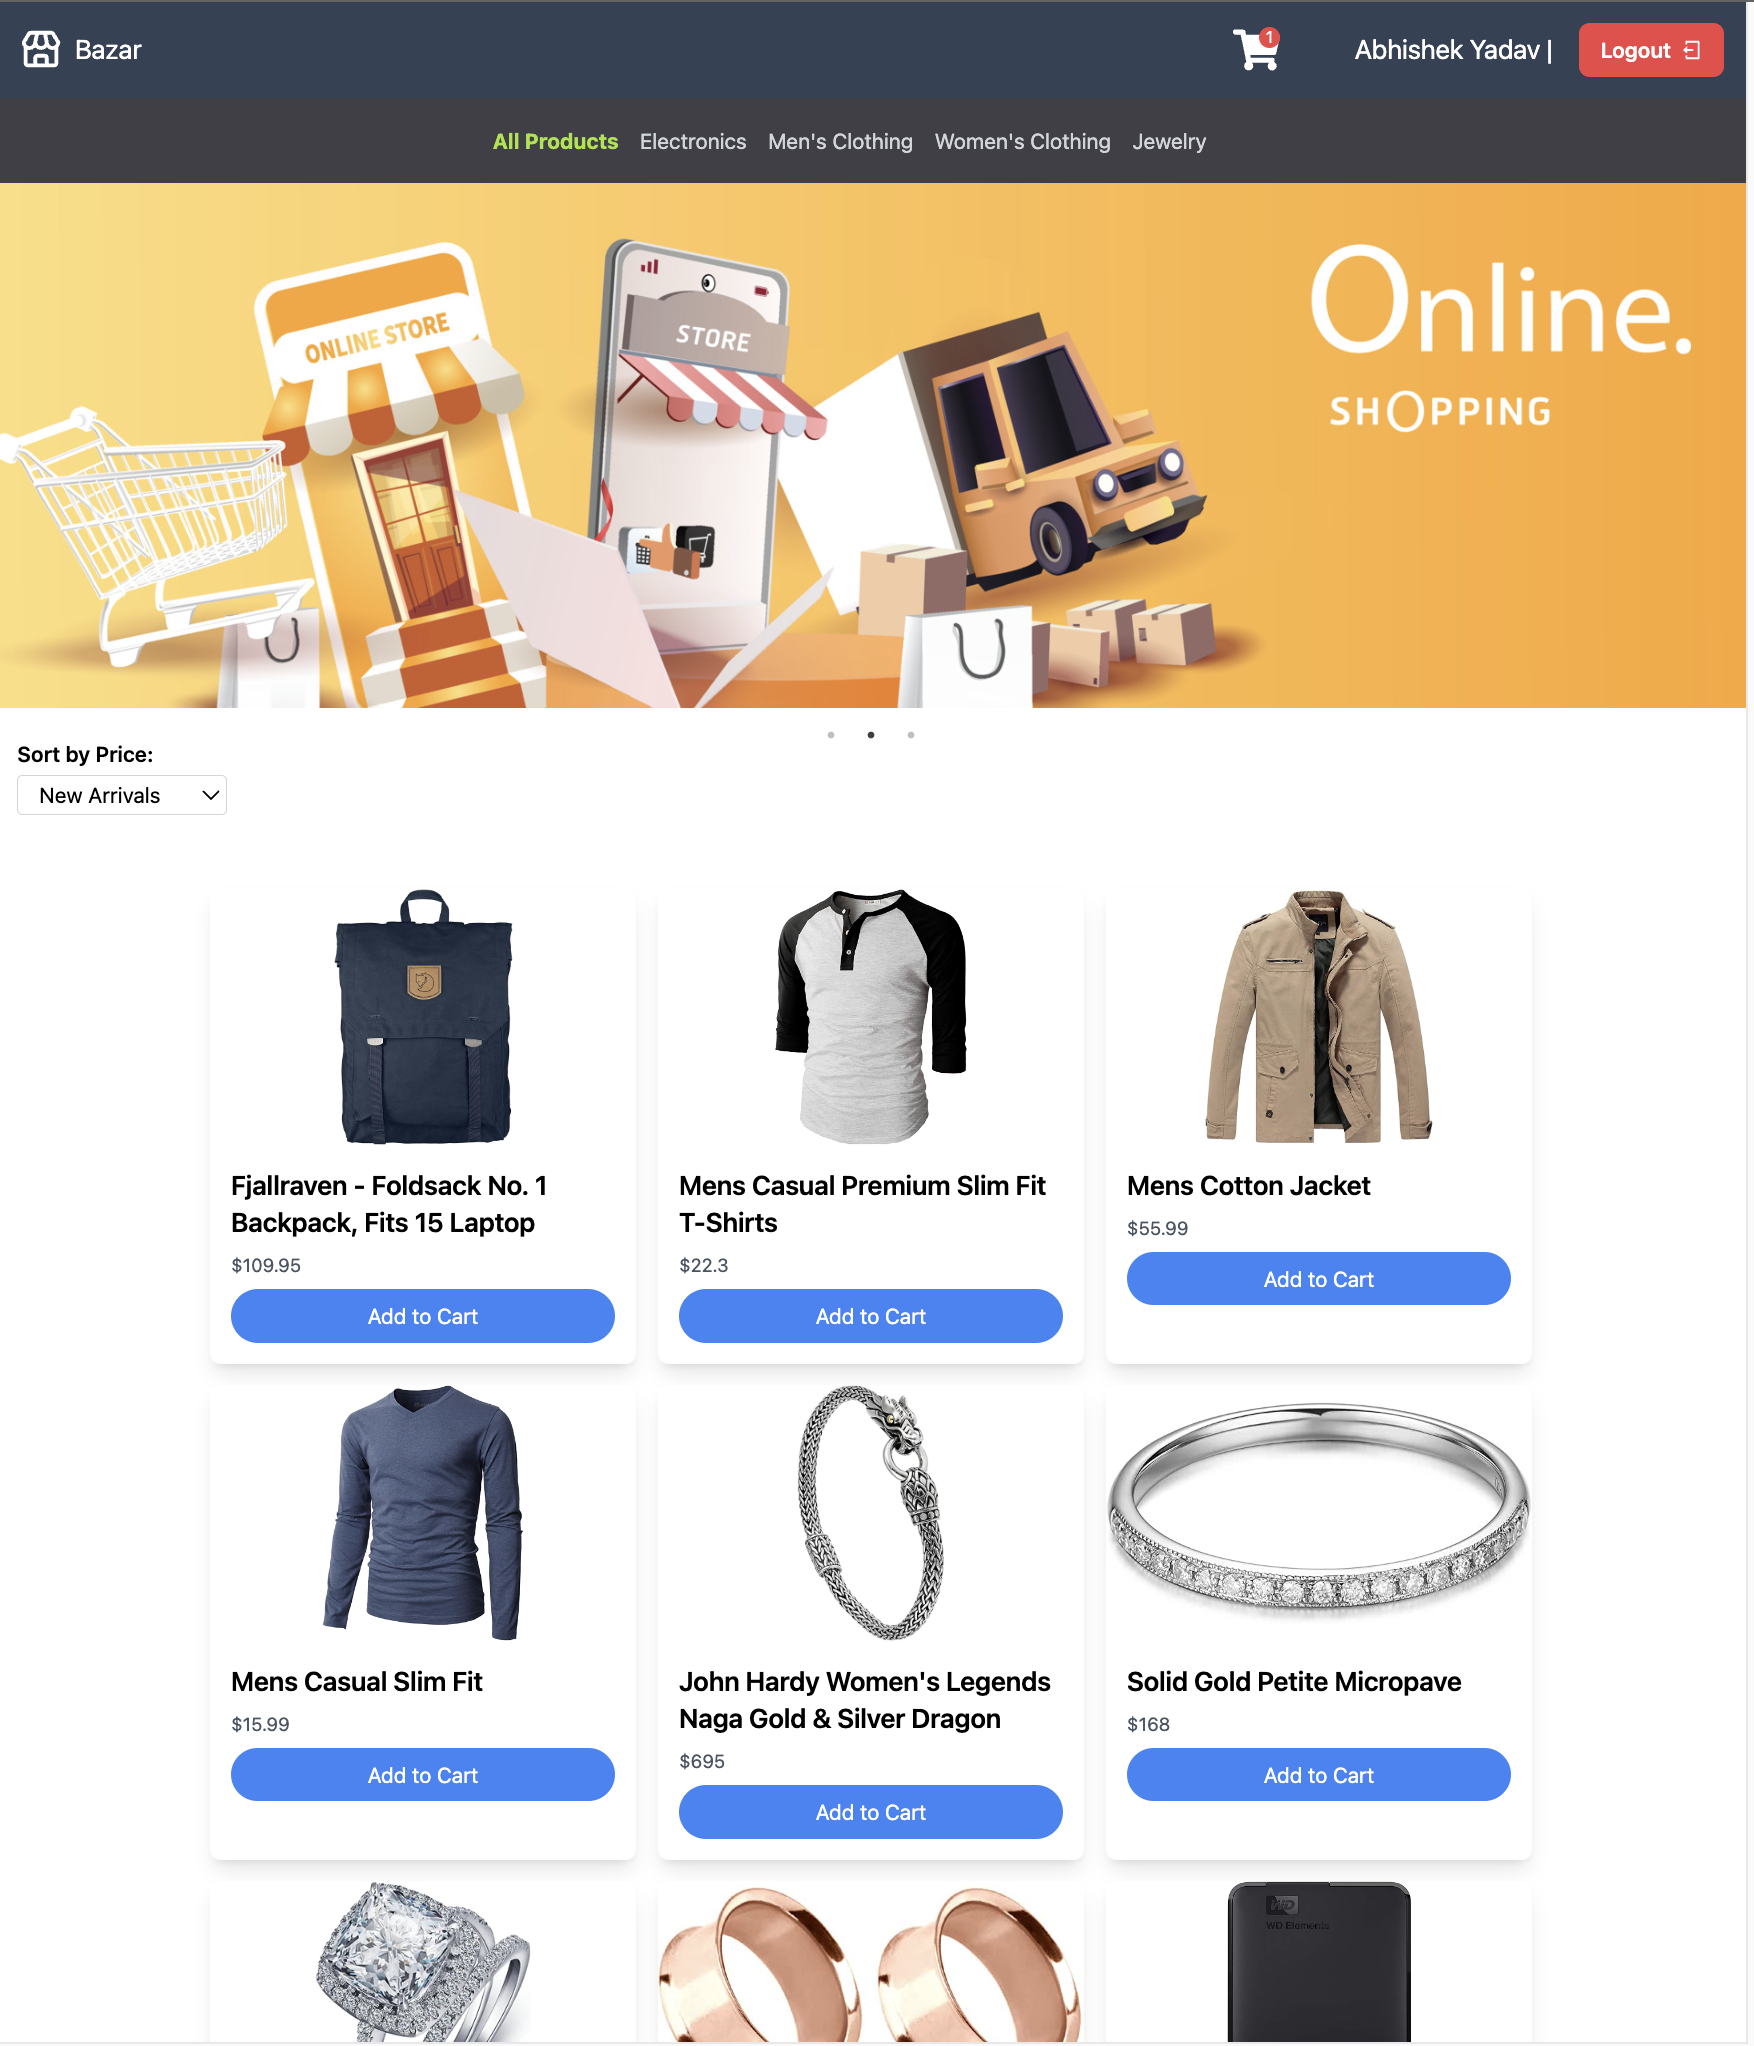 Bazar
1
Abhishek Yadav |
Logout
All Products Electronics Men's Clothing Women's Clothing Jewelry
ONLINE STORE
STORE
Online.
SHOPPING
Sort by Price:
New Arrivals
Fjallraven - Foldsack No. 1
Backpack, Fits 15 Laptop
$109.95
Add to Cart
Mens Casual Premium Slim Fit
T-Shirts
$22.3
Add to Cart
Mens Cotton Jacket
$55.99
Add to Cart
Mens Casual Slim Fit
$15.99
Add to Cart
John Hardy Women's Legends
Naga Gold & Silver Dragon
$695
Add to Cart
Solid Gold Petite Micropave
$168
Add to Cart
WD
WD Elements